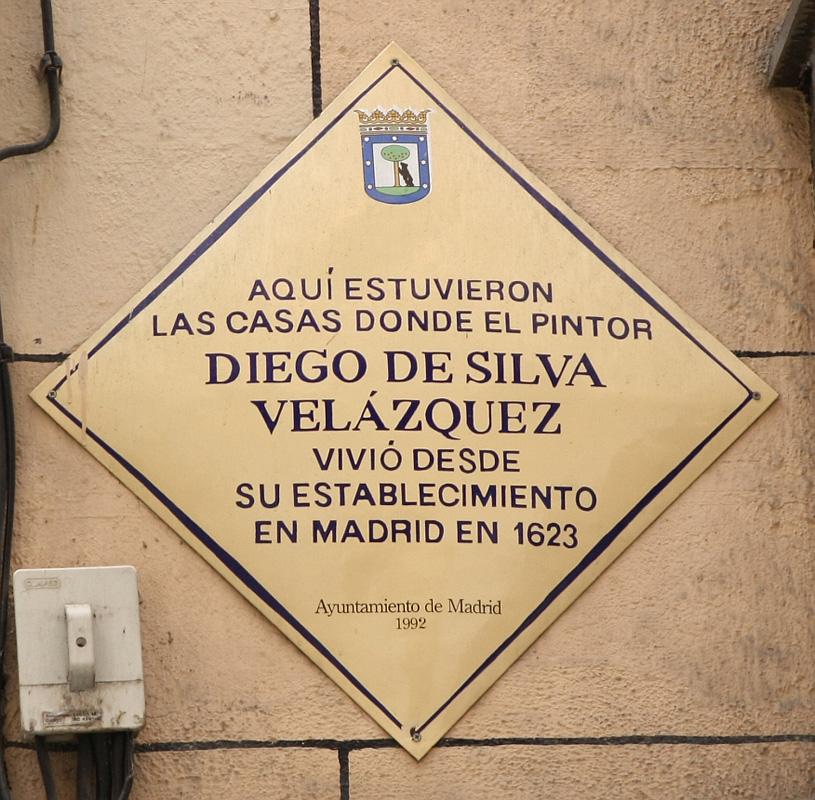 AQUÍ ESTUVIERON
LAS CASAS DONDE EL PINTOR
DIEGO DE SILVA
VELÁZQUEZ
VIVIÓ DESDE
SU ESTABLECIMIENTO
EN MADRID EN 1623
Ayuntamiento de Madrid
1992